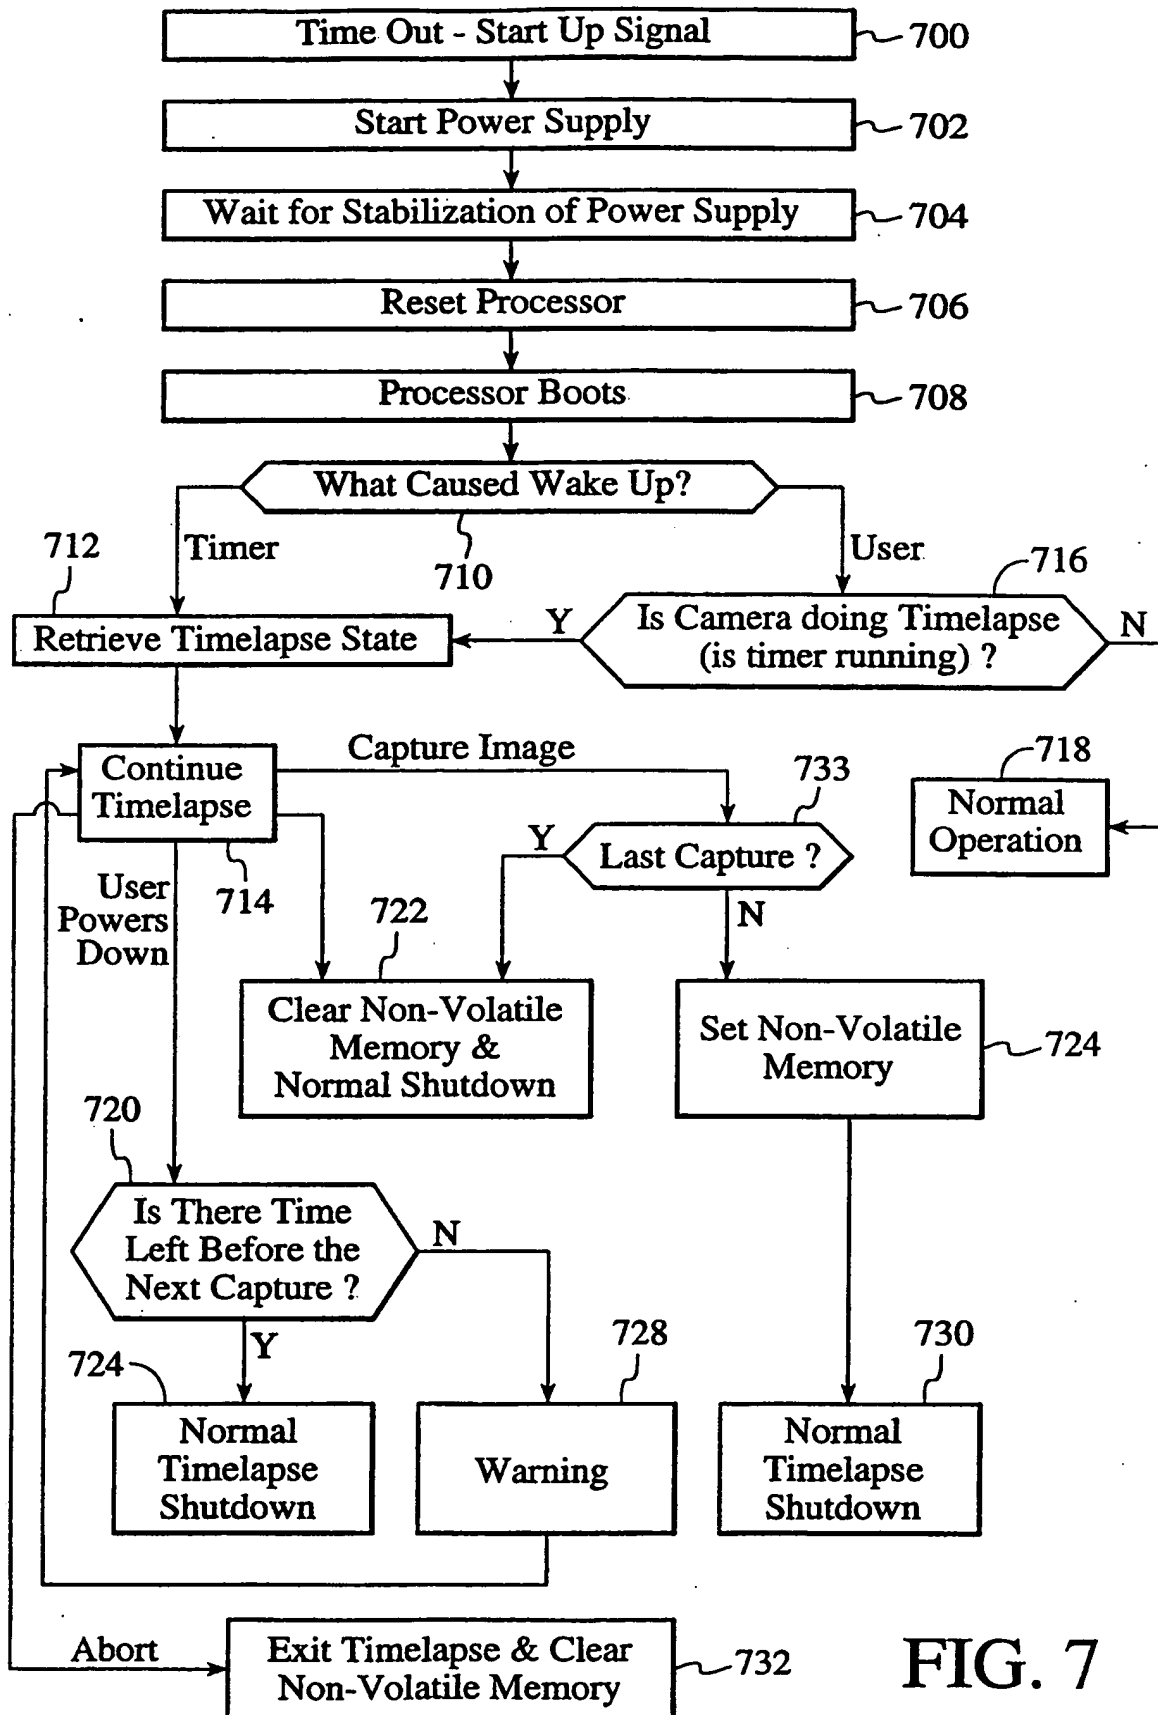 Time Out - Start Up Signal
700
Start Power Supply
702
Wait for Stabilization of Power Supply
704
Reset Processor
706
Processor Boots
708
What Caused Wake Up?
710
Timer
User
712
716
Retrieve Timelapse State
Y
Is Camera doing Timelapse
(is timer running) ?
N
Continue
Timelapse
714
Capture Image
733
Last Capture ?
Y
N
718
Normal
Operation
User
Powers
Down
722
Clear Non-Volatile
Memory &
Normal Shutdown
Set Non-Volatile
Memory
724
720
Is There Time
Left Before the
Next Capture ?
N
Y
724
Normal
Timelapse
Shutdown
728
Warning
730
Normal
Timelapse
Shutdown
Abort
Exit Timelapse & Clear
Non-Volatile Memory
732
FIG. 7